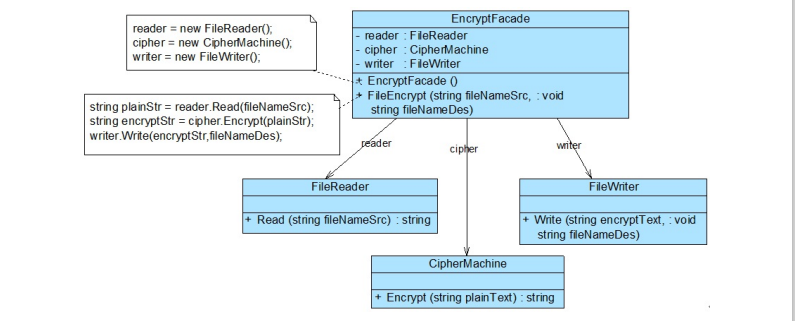 EncryptFacade
- reader : FileReader
- cipher : CipherMachine
- writer : FileWriter
+ EncryptFacade ()
+ FileEncrypt (string fileNameSrc, : void
string fileNameDes)
reader = new FileReader();
cipher = new CipherMachine();
writer = new FileWriter();
string plainStr = reader.Read(fileNameSrc);
string encryptStr = cipher.Encrypt(plainStr);
writer.Write(encryptStr,fileNameDes);
reader
cipher
writer
FileReader
+ Read (string fileNameSrc) : string
FileWriter
+ Write (string encryptText, : void
string fileNameDes)
CipherMachine
+ Encrypt (string plainText) : string